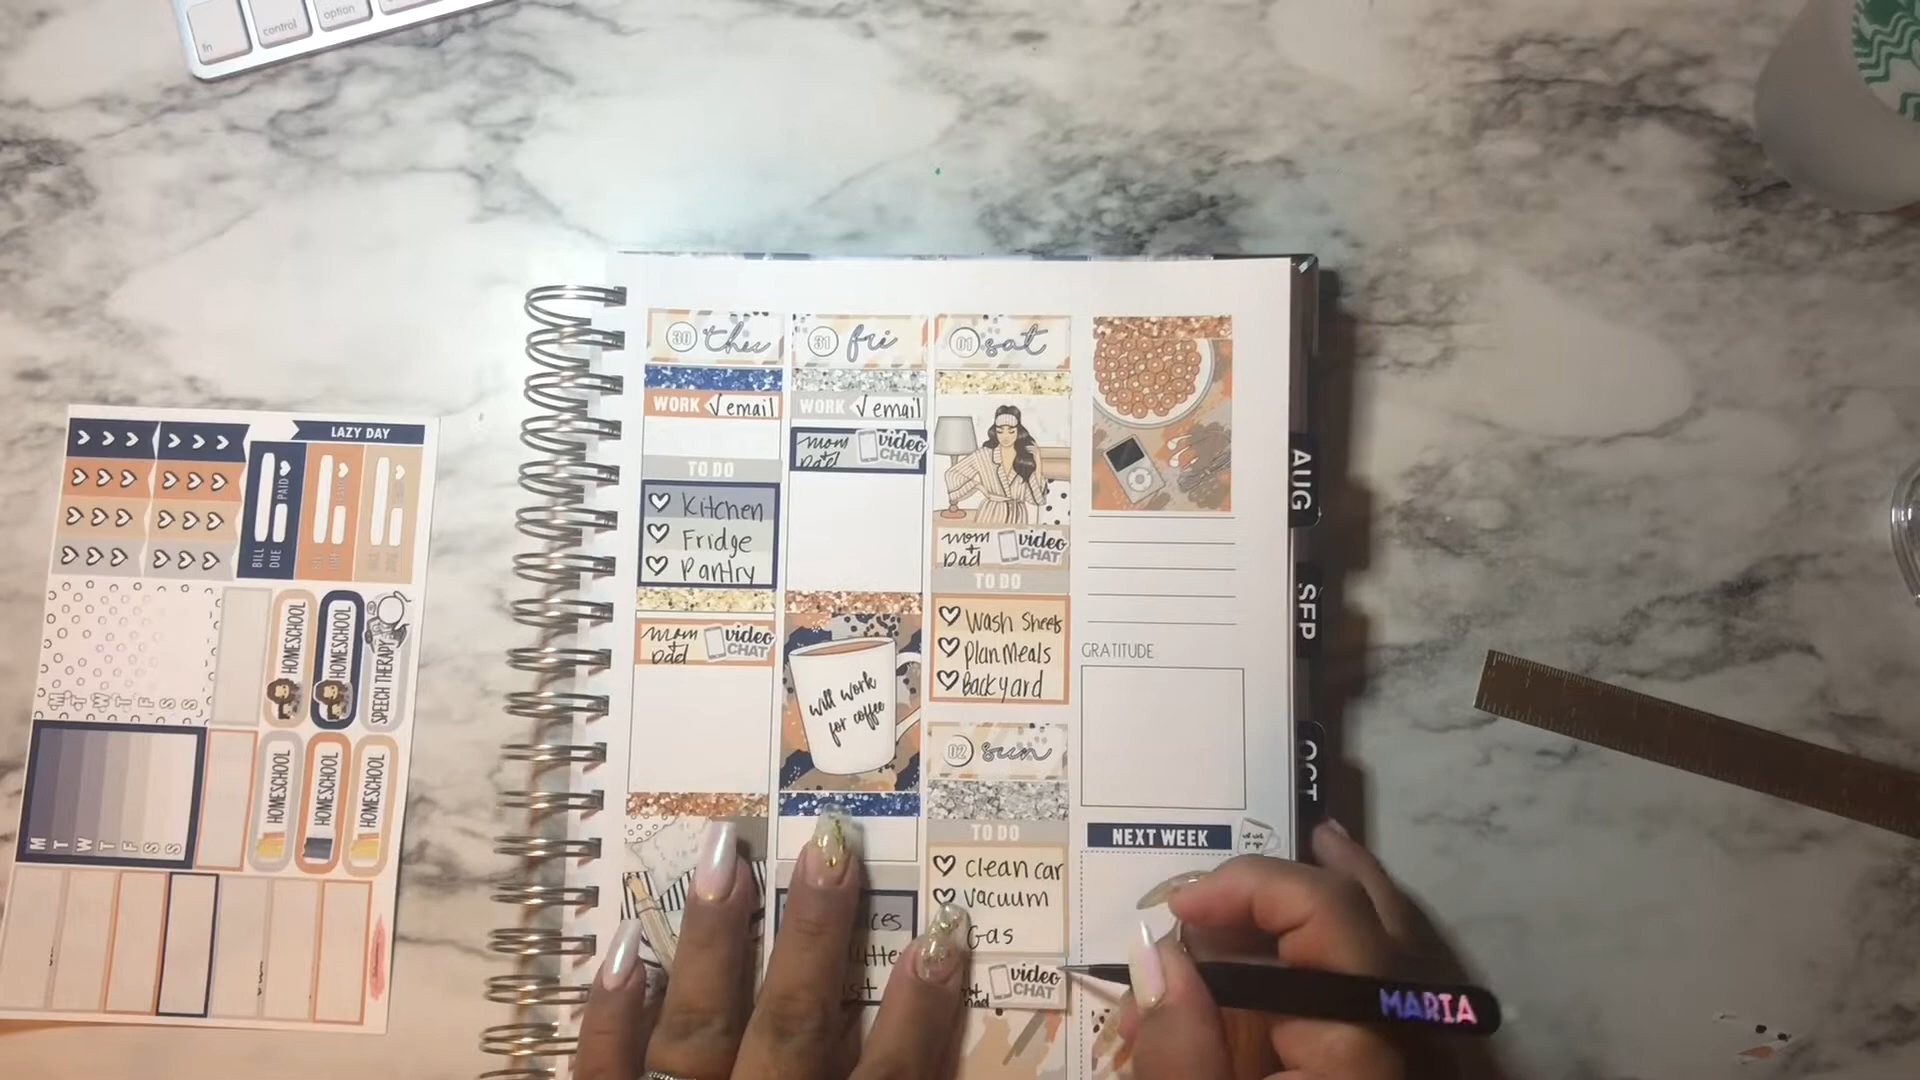 fn
control
option
LAZY DAY
PAID
BILL
DUE
HOMESCHOOL
HOMESCHOOL
SPEECH THERAPY
HOMESCHOOL
HOMESCHOOL
HOMESCHOOL
M
T
W
T
F
S
S
M
T
W
T
F
S
S
30 thu
WORK √ email
TO DO
Kitchen
Fridge
Pantry
mom
+
Dad
video
CHAT
31 fri
WORK √ email
mom
+
Dad
video
CHAT
will work
for coffee
01 sat
mom
+
Dad
video
CHAT
TO DO
Wash Sheets
Plan Meals
Backyard
02 sun
TO DO
Clean car
Vacuum
Gas
video
CHAT
GRATITUDE
NEXT WEEK
AUG
SEP
OCT
MARIA